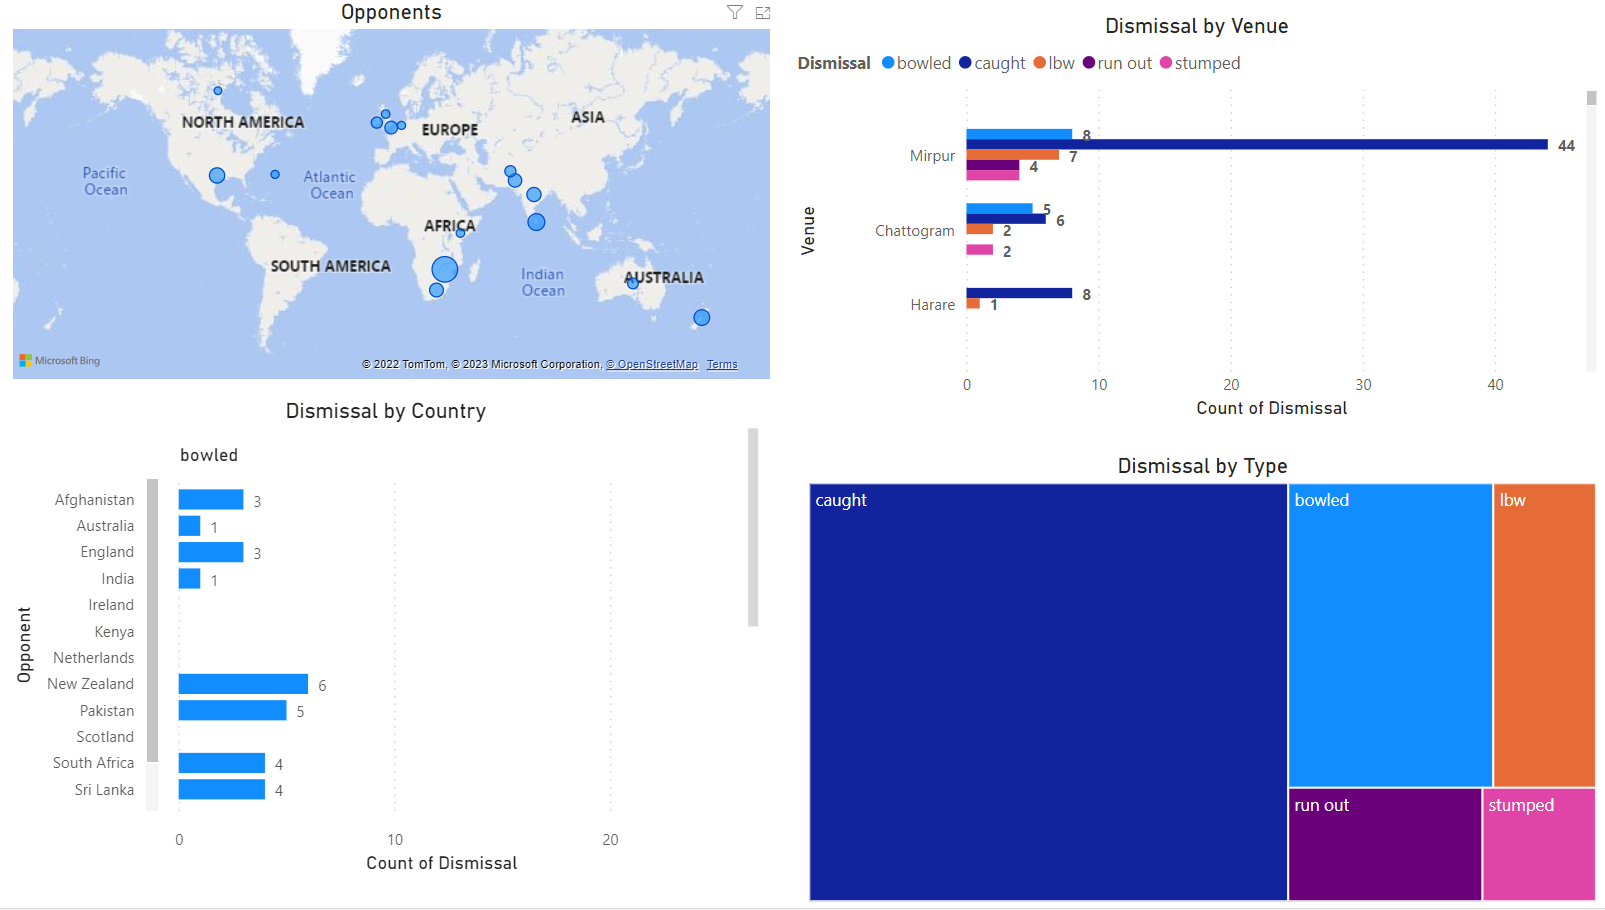 Opponents
NORTH AMERICA
EUROPE
ASIA
Pacific
Ocean
Atlantic
Ocean
AFRICA
SOUTH AMERICA
Indian
Ocean
AUSTRALIA
Microsoft Bing
© 2022 TomTom, © 2023 Microsoft Corporation, © OpenStreetMap Terms
Dismissal by Venue
Dismissal bowled caught lbw run out stumped
Venue
Mirpur
8
44
7
4
Chattogram
5
6
2
2
Harare
8
1
0 10 20 30 40
Count of Dismissal
Dismissal by Country
bowled
Opponent
Afghanistan 3
Australia 1
England 3
India 1
Ireland
Kenya
Netherlands
New Zealand 6
Pakistan 5
Scotland
South Africa 4
Sri Lanka 4
0 10 20
Count of Dismissal
Dismissal by Type
caught
bowled
lbw
run out
stumped